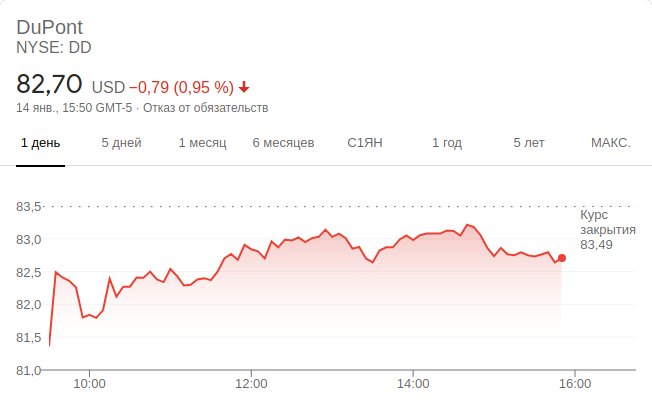 DuPont
NYSE: DD
82,70 USD −0,79 (0,95 %)
14 янв., 15:50 GMT-5 · Отказ от обязательств
1 день 5 дней 1 месяц 6 месяцев С1ЯН 1 год 5 лет МАКС.
83,5
Курс
закрытия
83,49
83,0
82,5
82,0
81,5
81,0
10:00 12:00 14:00 16:00